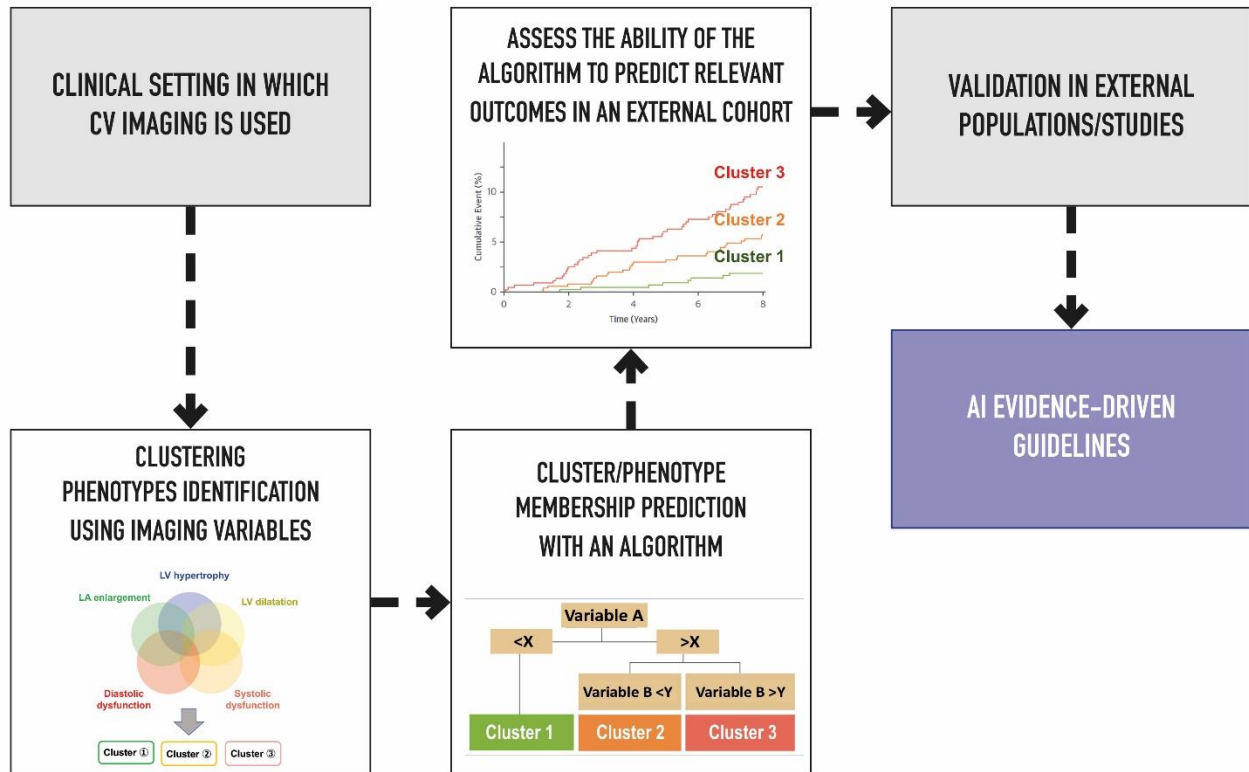 CLINICAL SETTING IN WHICH
CV IMAGING IS USED
CLUSTERING
PHENOTYPES IDENTIFICATION
USING IMAGING VARIABLES
LV hypertrophy
LA enlargement
LV dilatation
Diastolic
dysfunction
Systolic
dysfunction
Cluster ①
Cluster ②
Cluster ③
CLUSTER/PHENOTYPE
MEMBERSHIP PREDICTION
WITH AN ALGORITHM
Variable A
<X
>X
Variable B <Y
Variable B >Y
Cluster 1
Cluster 2
Cluster 3
ASSESS THE ABILITY OF THE
ALGORITHM TO PREDICT RELEVANT
OUTCOMES IN AN EXTERNAL COHORT
Cumulative Event (%)
10
5
0
Cluster 3
Cluster 2
Cluster 1
0 2 4 6 8
Time (Years)
VALIDATION IN EXTERNAL
POPULATIONS/STUDIES
AI EVIDENCE-DRIVEN
GUIDELINES